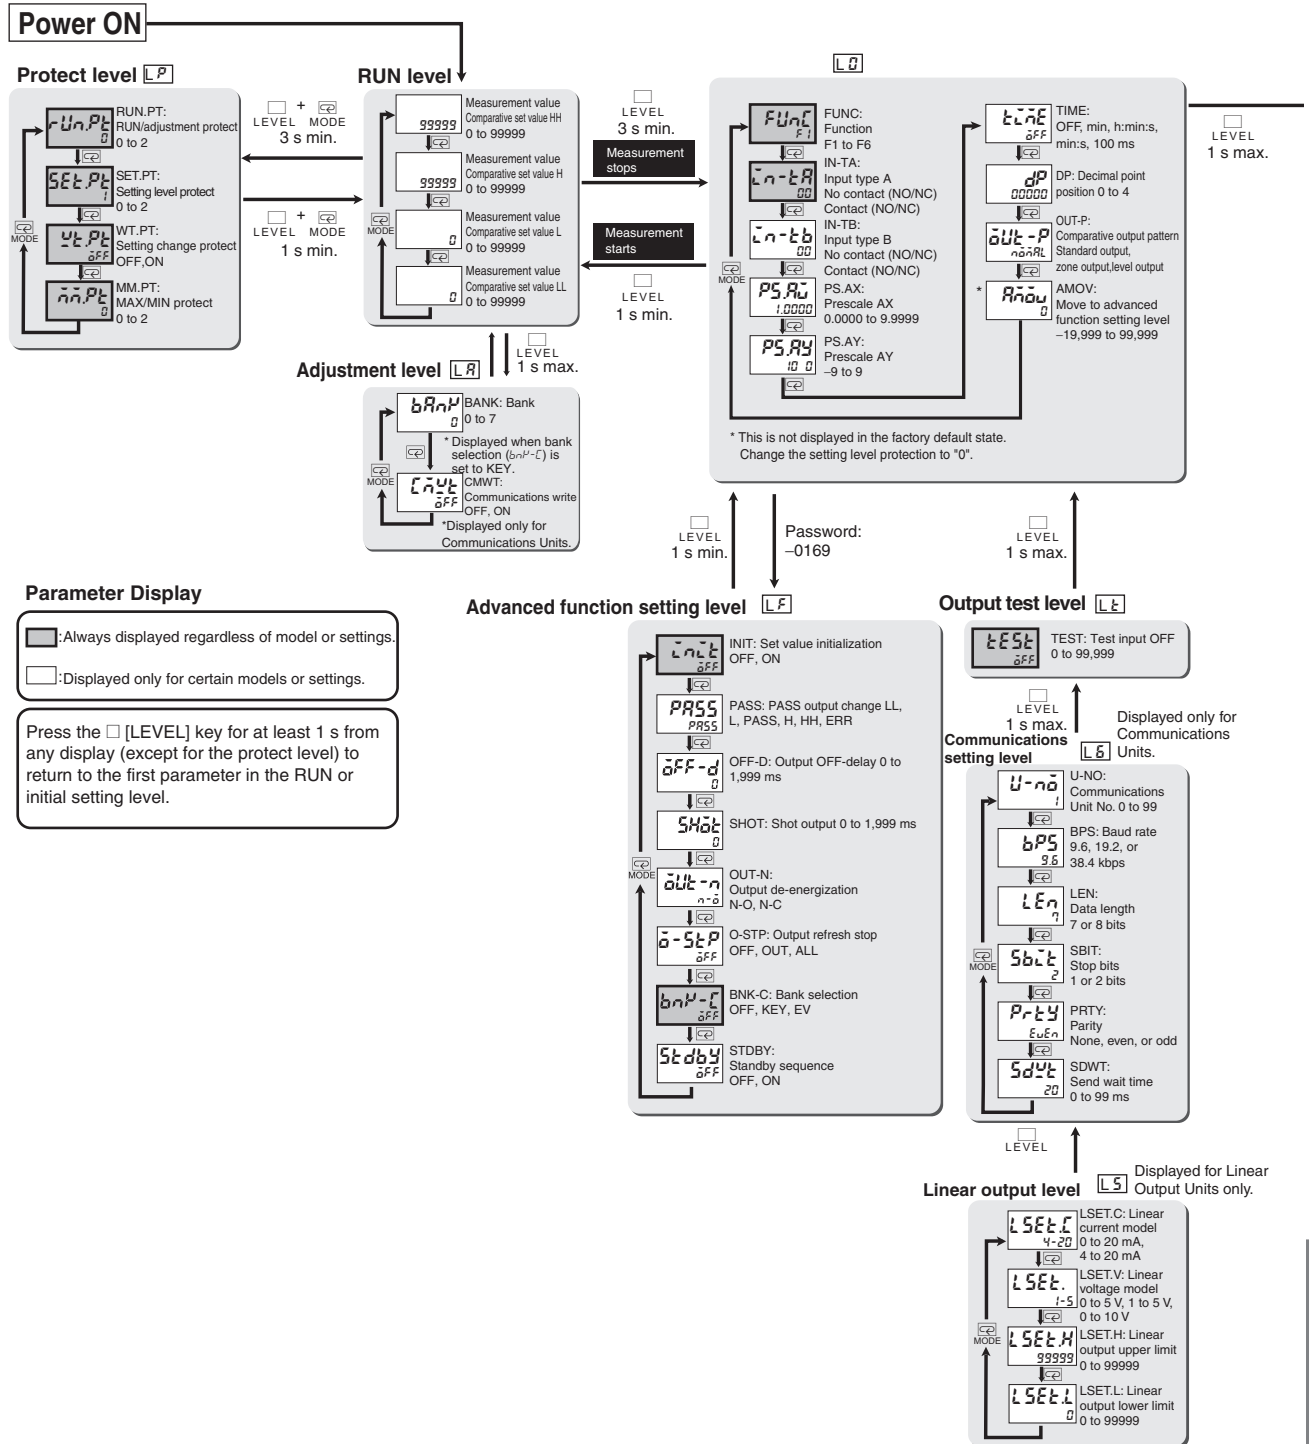 Power ON
Protect level LP
RUN.PT:
RUN/adjustment protect
0 to 2
SET.PT:
Setting level protect
0 to 2
WT.PT:
Setting change protect
OFF,ON
MM.PT:
MAX/MIN protect
0 to 2
MODE
LEVEL + MODE
3 s min.
LEVEL + MODE
1 s min.
RUN level
99999
Measurement value
Comparative set value HH
0 to 99999
99999
Measurement value
Comparative set value H
0 to 99999
0
Measurement value
Comparative set value L
0 to 99999
0
Measurement value
Comparative set value LL
0 to 99999
MODE
LEVEL
3 s min.
Measurement
stops
Measurement
starts
LEVEL
1 s min.
LEVEL
1 s max.
Adjustment level LA
BANK: Bank
0 to 7
* Displayed when bank
selection (bnK-C) is
set to KEY.
CMWT:
Communications write
OFF, ON
*Displayed only for
Communications Units.
MODE
L0
FUNC:
Function
F1 to F6
IN-TA:
Input type A
No contact (NO/NC)
Contact (NO/NC)
IN-TB:
Input type B
No contact (NO/NC)
Contact (NO/NC)
PS.AX:
Prescale AX
0.0000 to 9.9999
PS.AY:
Prescale AY
–9 to 9
MODE
TIME:
OFF, min, h:min:s,
min:s, 100 ms
DP: Decimal point
position 0 to 4
OUT-P:
Comparative output pattern
Standard output,
zone output,level output
*
AMOV:
Move to advanced
function setting level
–19,999 to 99,999
* This is not displayed in the factory default state.
Change the setting level protection to "0".
LEVEL
1 s max.
LEVEL
1 s min.
Password:
–0169
LEVEL
1 s max.
Parameter Display
:Always displayed regardless of model or settings.
:Displayed only for certain models or settings.
Press the □ [LEVEL] key for at least 1 s from
any display (except for the protect level) to
return to the first parameter in the RUN or
initial setting level.
Advanced function setting level LF
INIT: Set value initialization
OFF, ON
PASS: PASS output change LL,
L, PASS, H, HH, ERR
OFF-D: Output OFF-delay 0 to
1,999 ms
SHOT: Shot output 0 to 1,999 ms
OUT-N:
Output de-energization
N-O, N-C
O-STP: Output refresh stop
OFF, OUT, ALL
BNK-C: Bank selection
OFF, KEY, EV
STDBY:
Standby sequence
OFF, ON
MODE
Output test level Lt
TEST: Test input OFF
0 to 99,999
LEVEL
1 s max.
Communications
setting level L6
Displayed only for
Communications
Units.
U-NO:
Communications
Unit No. 0 to 99
BPS: Baud rate
9.6, 19.2, or
38.4 kbps
LEN:
Data length
7 or 8 bits
SBIT:
Stop bits
1 or 2 bits
PRTY:
Parity
None, even, or odd
SDWT:
Send wait time
0 to 99 ms
MODE
LEVEL
Linear output level L5
Displayed for Linear
Output Units only.
LSET.C: Linear
current model
0 to 20 mA,
4 to 20 mA
LSET.V: Linear
voltage model
0 to 5 V, 1 to 5 V,
0 to 10 V
LSET.H: Linear
output upper limit
0 to 99999
LSET.L: Linear
output lower limit
0 to 99999
MODE